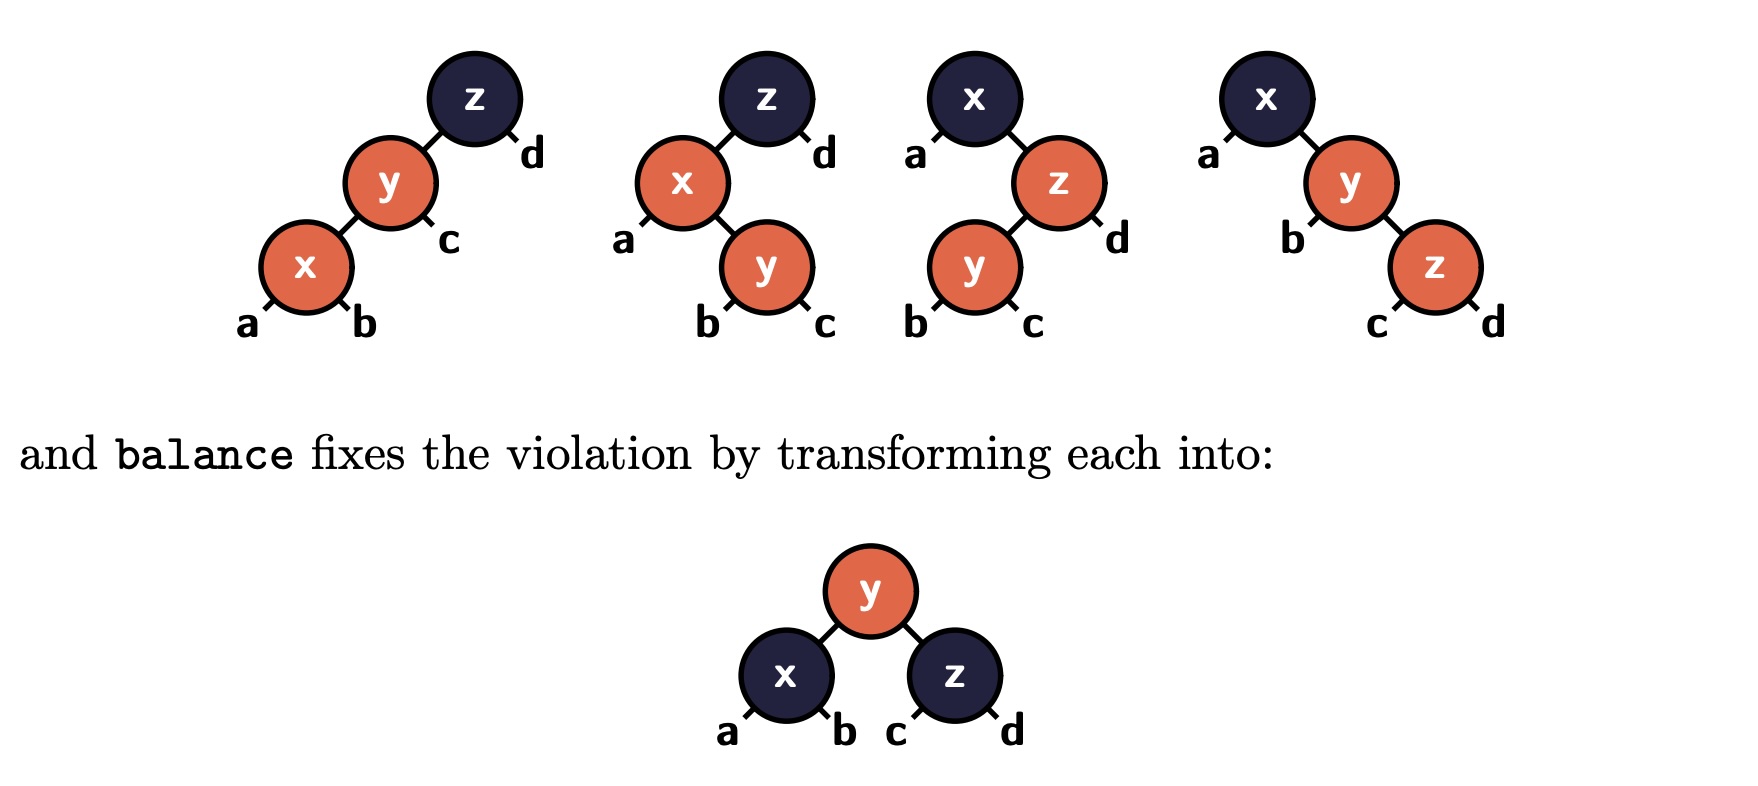 z z x x
d d a a
y x z y
c a d b
x y y z
a b b c b c c d
and balance fixes the violation by transforming each into:
y
x z
a b c d